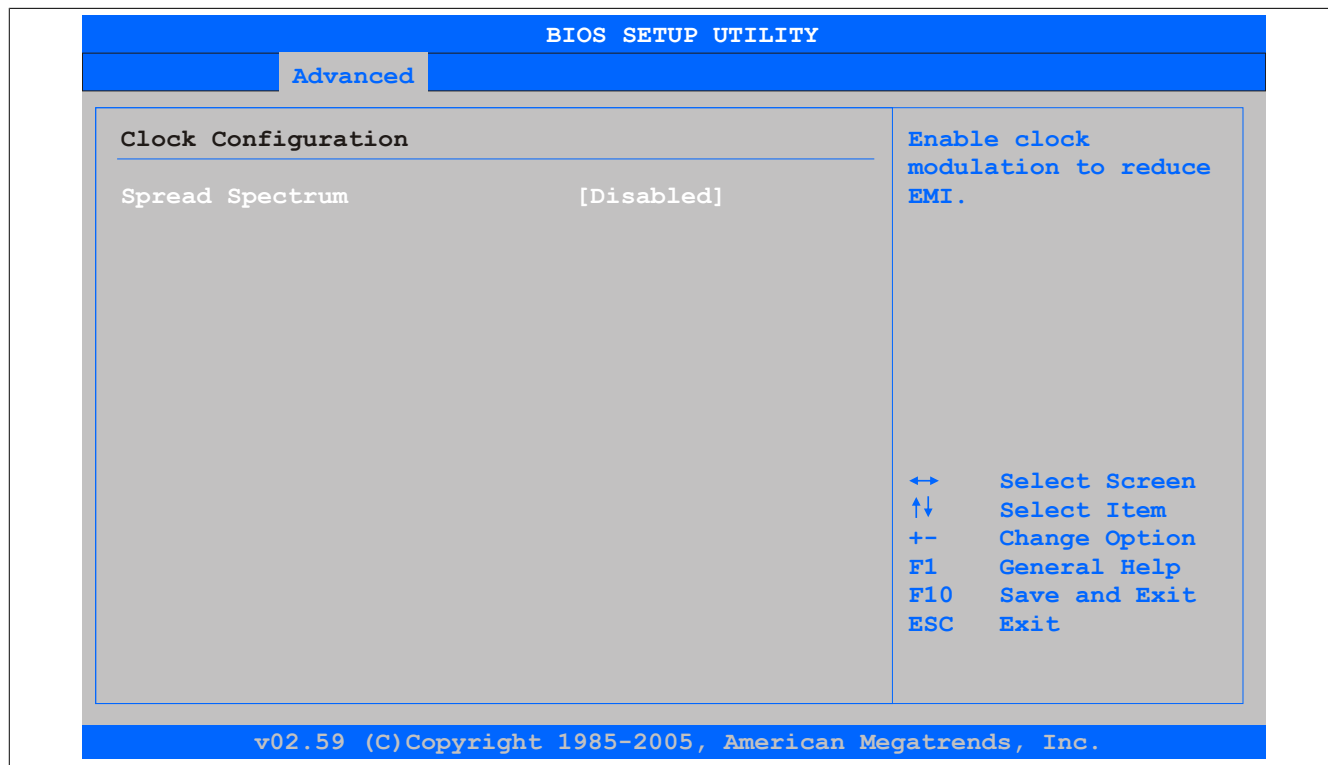 BIOS SETUP UTILITY
Advanced
Clock Configuration
Spread Spectrum [Disabled]
Enable clock
modulation to reduce
EMI.
↔ Select Screen
↑↓ Select Item
+- Change Option
F1 General Help
F10 Save and Exit
ESC Exit
v02.59 (C)Copyright 1985-2005, American Megatrends, Inc.